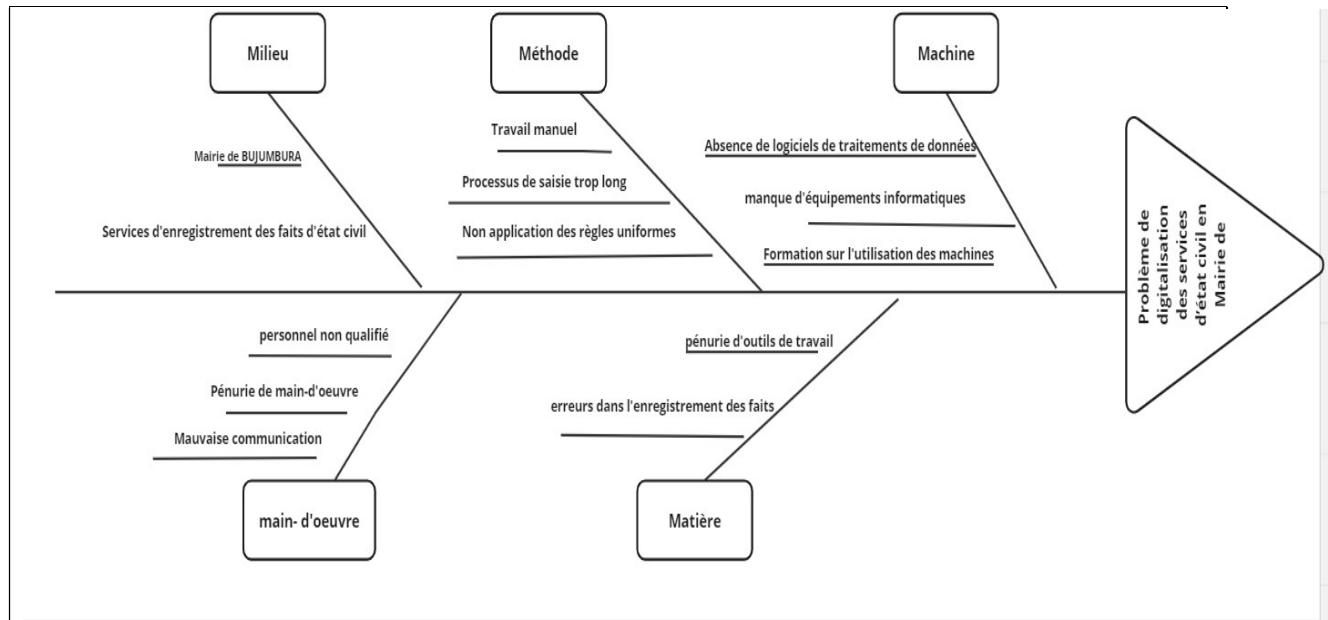 Milieu
Méthode
Machine
Mairie de BUJUMBURA
Services d'enregistrement des faits d'état civil
Travail manuel
Processus de saisie trop long
Non application des règles uniformes
Absence de logiciels de traitements de données
manque d'équipements informatiques
Formation sur l'utilisation des machines
Problème de
digitalisation
des services
d'état civil en
Mairie de
personnel non qualifié
Pénurie de main-d'oeuvre
Mauvaise communication
pénurie d'outils de travail
erreurs dans l'enregistrement des faits
main- d'oeuvre
Matière